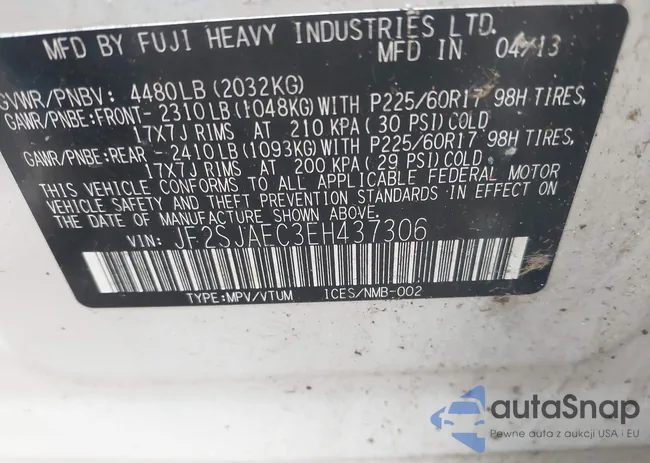 MFD BY FUJI HEAVY INDUSTRIES LTD.
MFD IN 04/13
GVWR/PNBV: 4480LB (2032KG)
GAWR/PNBE:FRONT- 2310LB(1048KG)WITH P225/60R17 98H TIRES,
17X7J RIMS AT 210 KPA(30 PSI)COLD
GAWR/PNBE:REAR -2410LB(1093KG)WITH P225/60R17 98H TIRES,
17X7J RIMS AT 200 KPA(29 PSI)COLD
THIS VEHICLE CONFORMS TO ALL APPLICABLE FEDERAL MOTOR
VEHICLE SAFETY AND THEFT PREVENTION STANDARDS IN EFFECT ON
THE DATE OF MANUFACTURE SHOWN ABOVE.
VIN: JF2SJAEC3EH437306
TYPE:MPV/VTUM ICES/NMB-002
autaSnap
Pewne auta z aukcji USA i EU